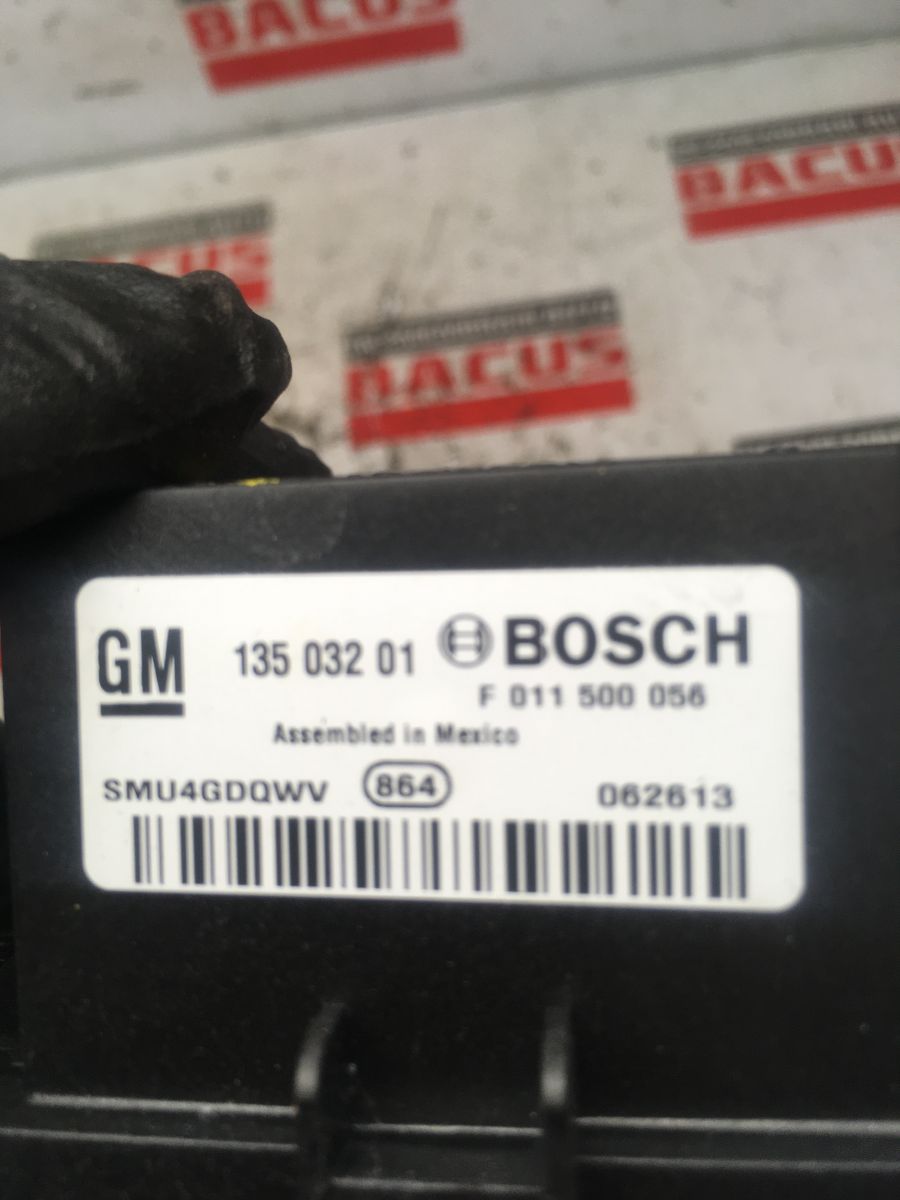 BACUS
BACUS
BACUS
GM 135 032 01 BOSCH
F 011 500 056
Assembled in Mexico
SMU4GDQWV 864 062613